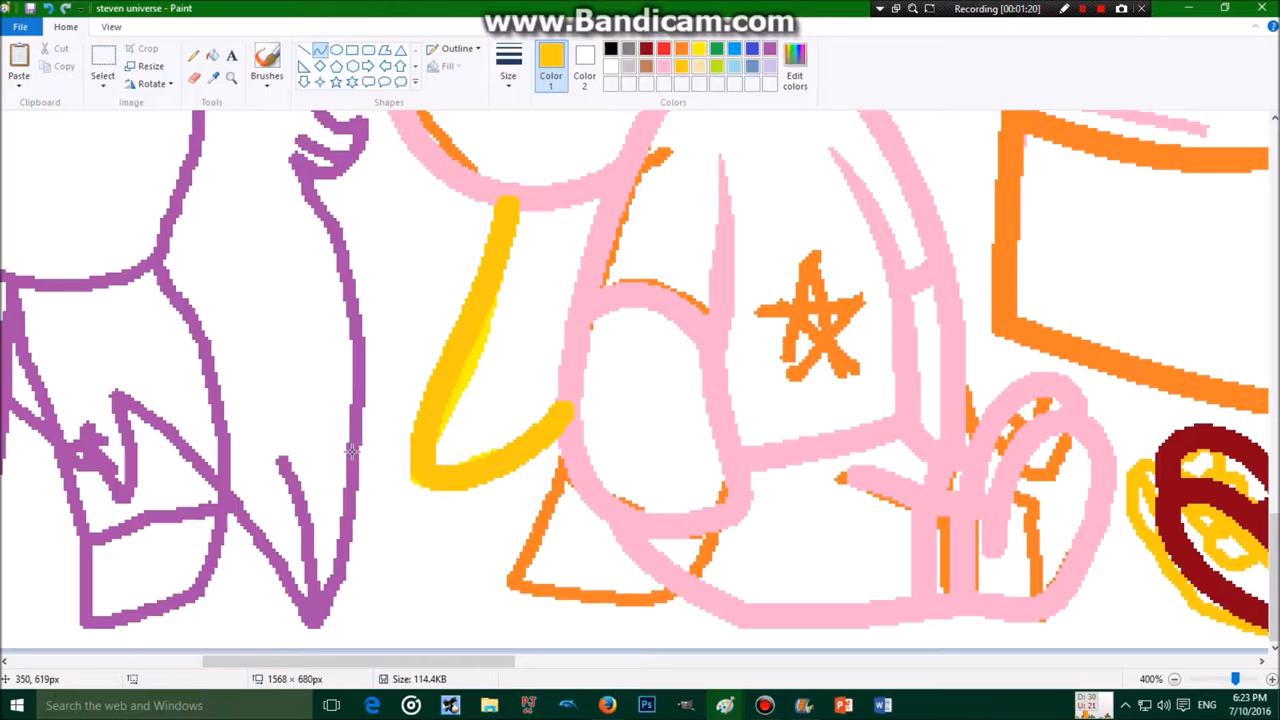 steven universe - Paint
www.Bandicam.com
Recording [00:01:20]
File
Home
View
Paste
Cut
Copy
Clipboard
Select
Crop
Resize
Rotate
Image
Tools
Brushes
Shapes
Outline
Fill
Size
Color 1
Color 2
Edit colors
Colors
350, 619px
1568 × 680px
Size: 114.4KB
400%
Search the web and Windows
D: 30
U: 21
ENG
6:23 PM
7/10/2016